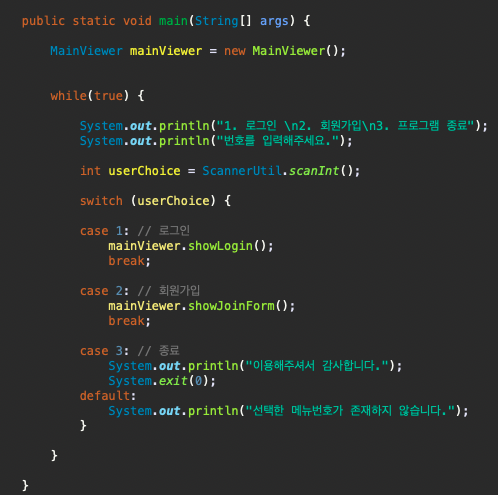 public static void main(String[] args) {
MainViewer mainViewer = new MainViewer();
while(true) {
System.out.println("1. 로그인 \n2. 회원가입\n3. 프로그램 종료");
System.out.println("번호를 입력해주세요.");
int userChoice = ScannerUtil.scanInt();
switch (userChoice) {
case 1: // 로그인
mainViewer.showLogin();
break;
case 2: // 회원가입
mainViewer.showJoinForm();
break;
case 3: // 종료
System.out.println("이용해주셔서 감사합니다.");
System.exit(0);
default:
System.out.println("선택한 메뉴번호가 존재하지 않습니다.");
}
}
}